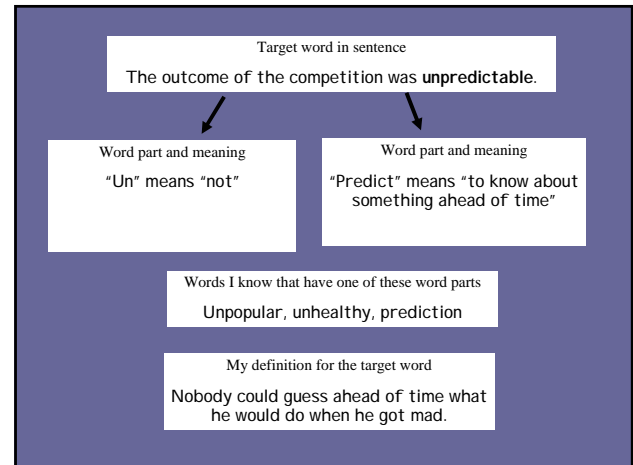 Target word in sentence
The outcome of the competition was unpredictable.
Word part and meaning
"Un" means "not"
Word part and meaning
"Predict" means "to know about
something ahead of time"
Words I know that have one of these word parts
Unpopular, unhealthy, prediction
My definition for the target word
Nobody could guess ahead of time what
he would do when he got mad.